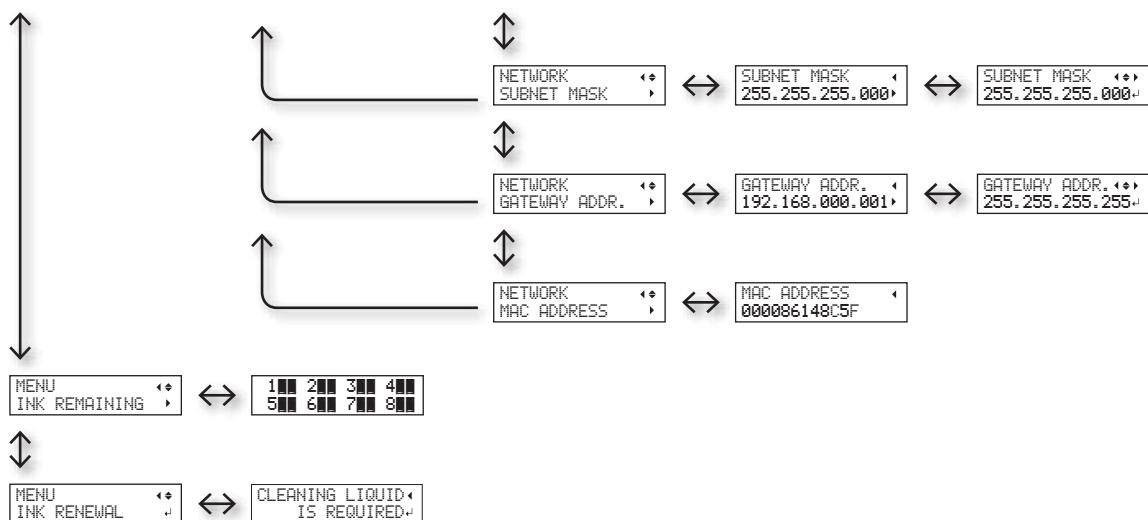 NETWORK
SUBNET MASK
SUBNET MASK
255.255.255.000
SUBNET MASK
255.255.255.000
NETWORK
GATEWAY ADDR.
GATEWAY ADDR.
192.168.000.001
GATEWAY ADDR.
255.255.255.255
NETWORK
MAC ADDRESS
MAC ADDRESS
000086148C5F
MENU
INK REMAINING
1 2 3 4
5 6 7 8
MENU
INK RENEWAL
CLEANING LIQUID
IS REQUIRED